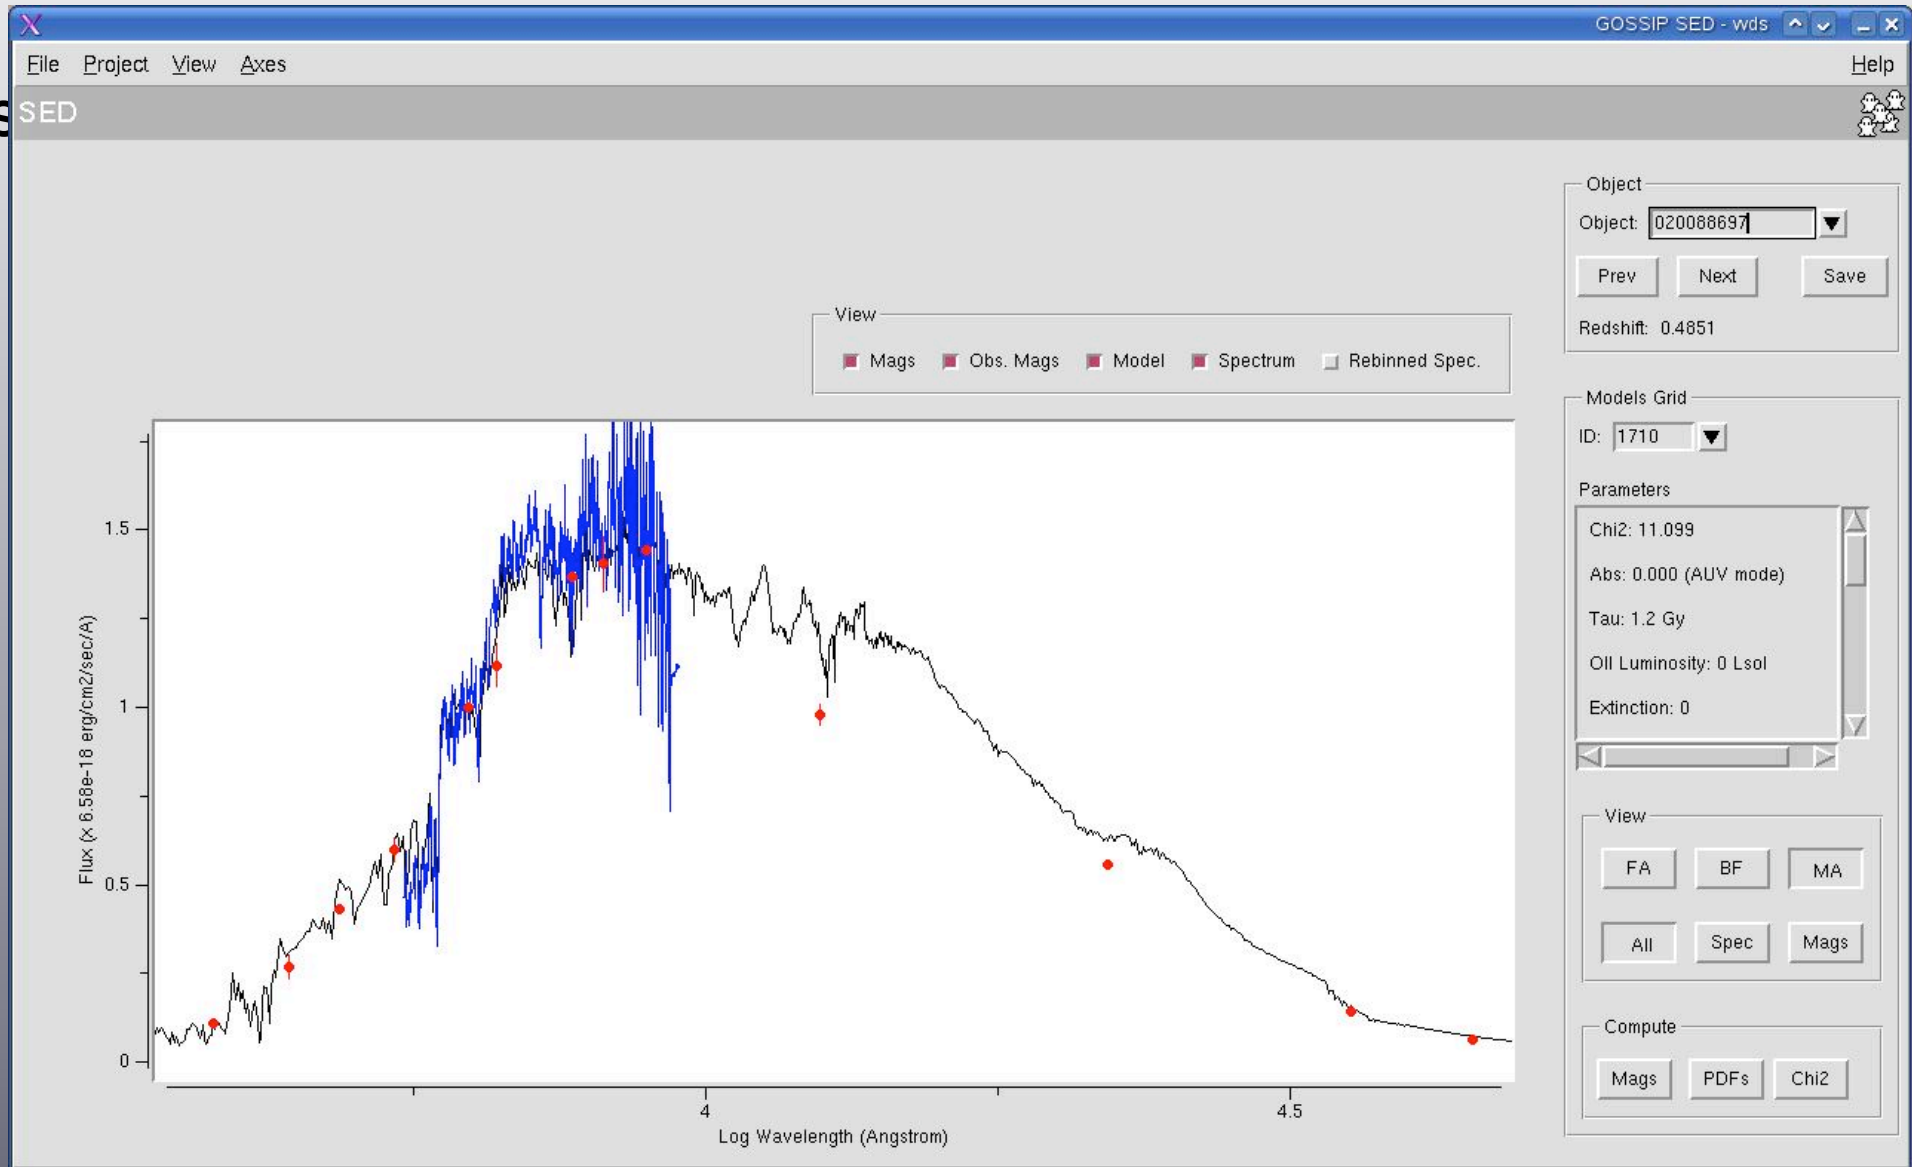 GOSSIP SED - wds
File Project View Axes Help
S
SED
Object
Object: 020088697
Prev Next Save
Redshift: 0.4851
View
Mags Obs. Mags Model Spectrum Rebinned Spec.
Models Grid
ID: 1710
Parameters
Chi2: 11.099
Abs: 0.000 (AUV mode)
Tau: 1.2 Gy
OII Luminosity: 0 Lsol
Extinction: 0
View
FA BF MA
All Spec Mags
Compute
Mags PDFs Chi2
Flux (x 6.58e-18 erg/cm2/sec/A)
1.5
1
0.5
0
4
4.5
Log Wavelength (Angstrom)